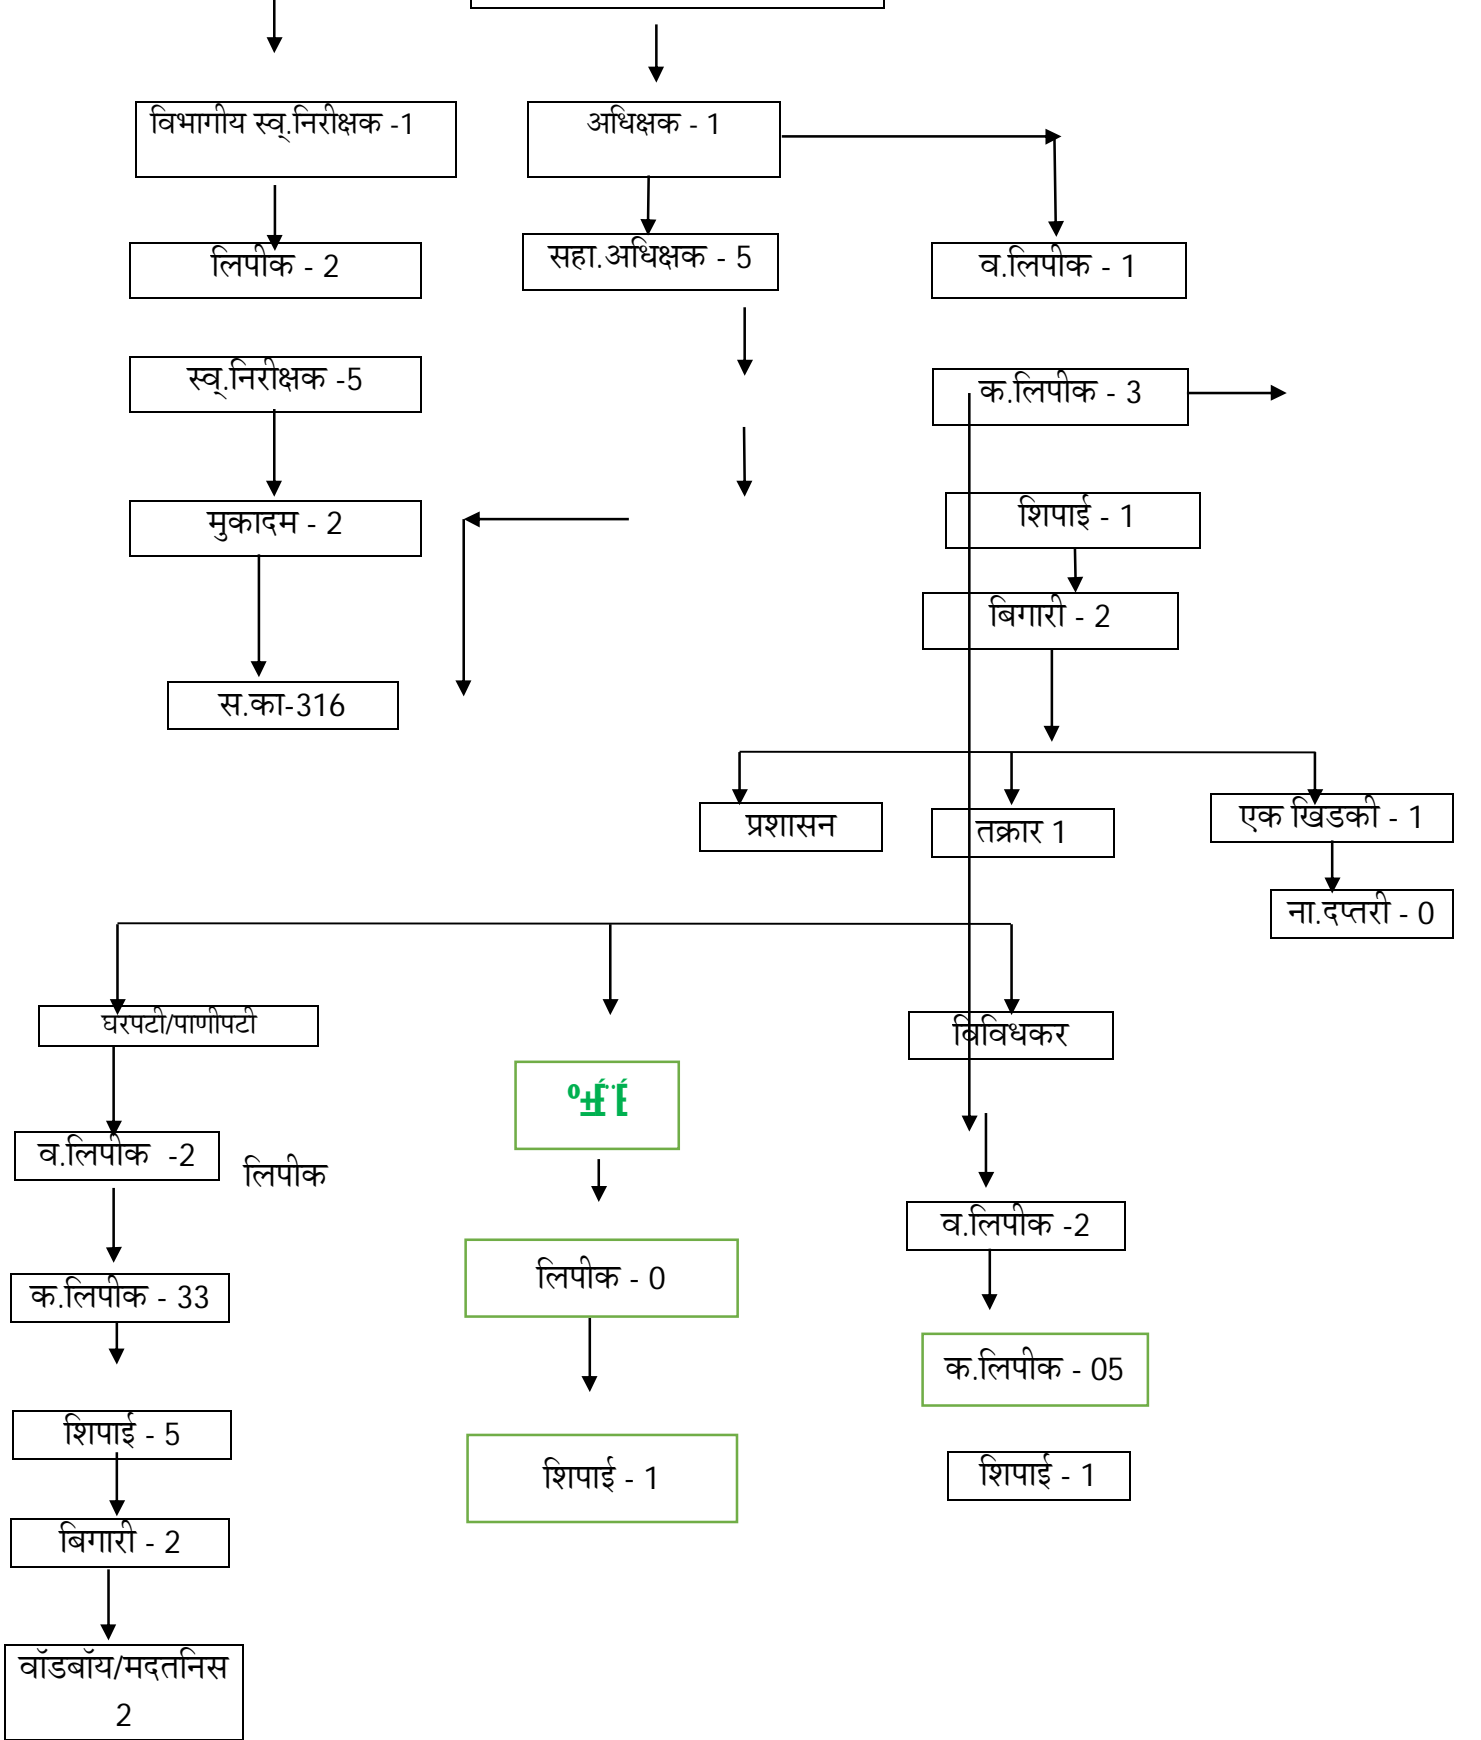 विभागीय स्व्.निरीक्षक -1
अधिक्षक - 1
लिपीक - 2
सहा.अधिक्षक - 5
व.लिपीक - 1
स्व्.निरीक्षक -5
क.लिपीक - 3
मुकादम - 2
शिपाई - 1
बिगारी - 2
स.का-316
प्रशासन
तक्रार 1
एक खिडकी - 1
ना.दप्तरी - 0
घरपटी/पाणीपटी
विविधकर
व.लिपीक -2
लिपीक
व.लिपीक -2
लिपीक - 0
क.लिपीक - 33
क.लिपीक - 05
शिपाई - 5
शिपाई - 1
शिपाई - 1
बिगारी - 2
वॉडबॉय/मदतनिस
2